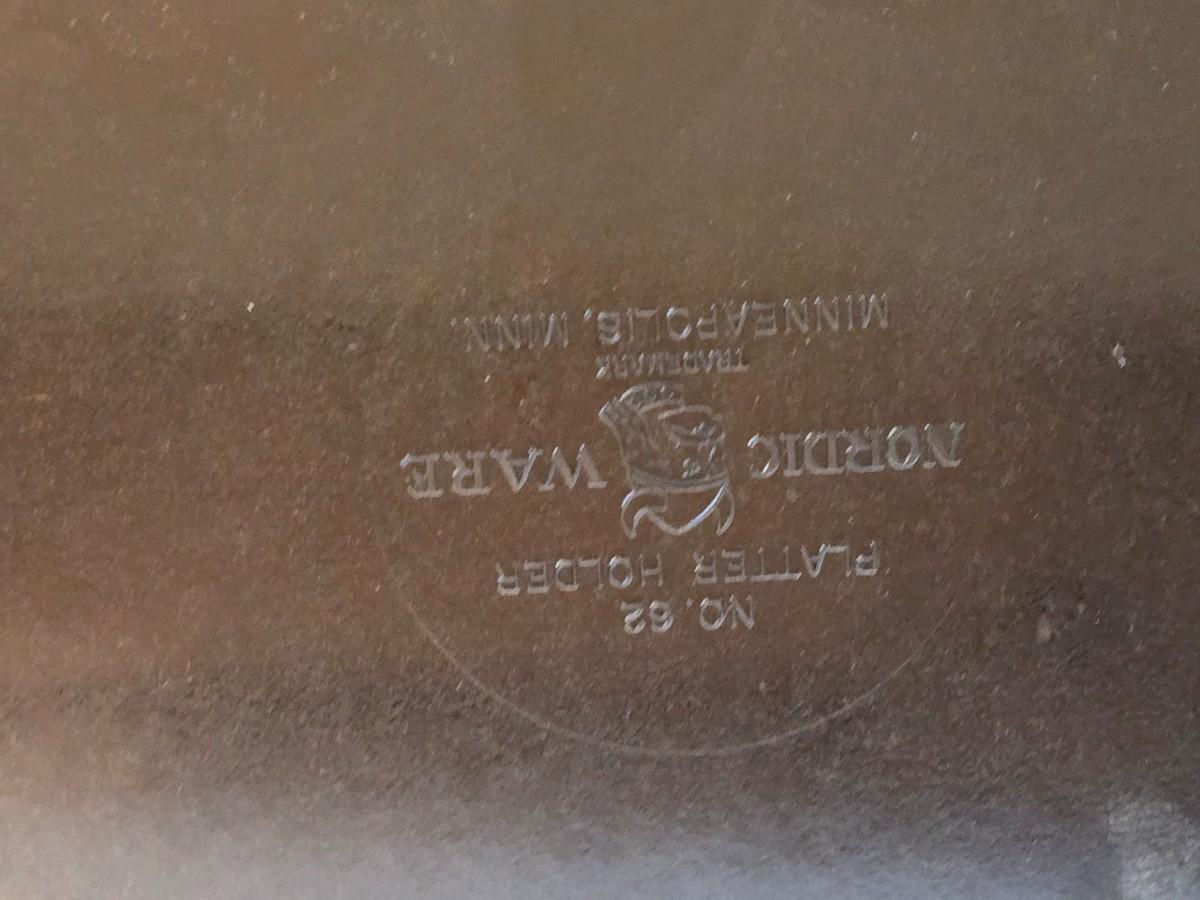 NO. 62
PLATTER HOLDER
NORDIC WARE
TRADEMARK
MINNEAPOLIS, MINN.